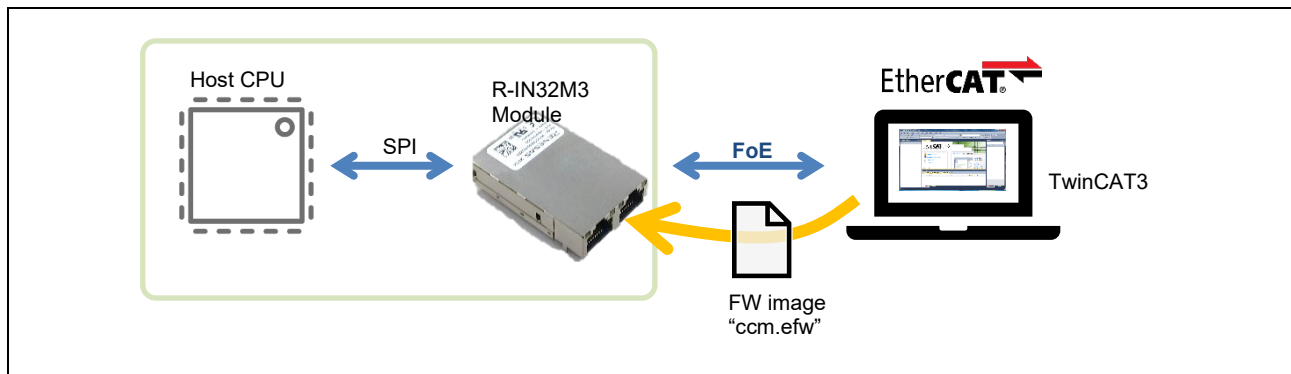 Host CPU
SPI
R-IN32M3
Module
FoE
EtherCAT®
TwinCAT3
FW image
“ccm.efw”